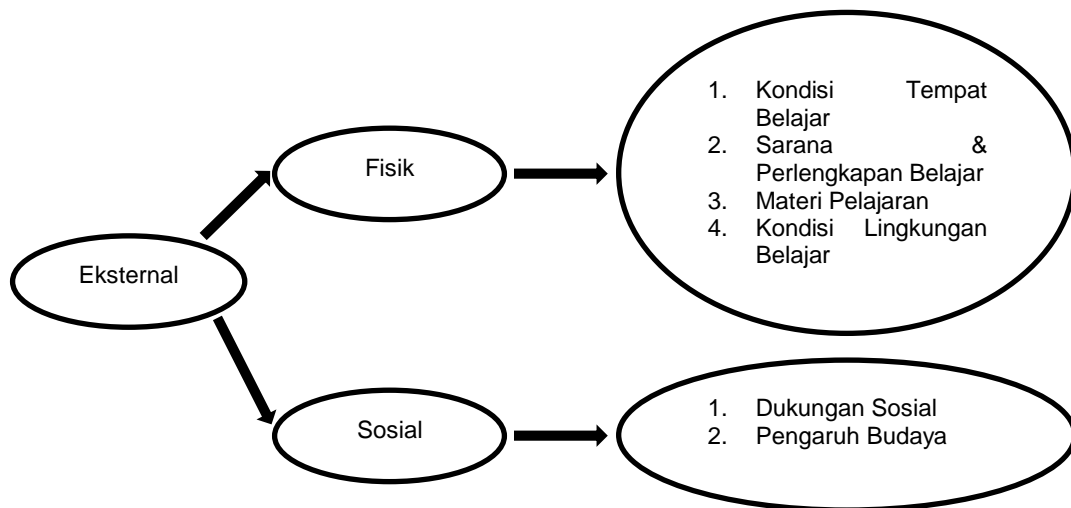 Eksternal
Fisik
1. Kondisi Tempat
Belajar
2. Sarana &
Perlengkapan Belajar
3. Materi Pelajaran
4. Kondisi Lingkungan
Belajar
Sosial
1. Dukungan Sosial
2. Pengaruh Budaya